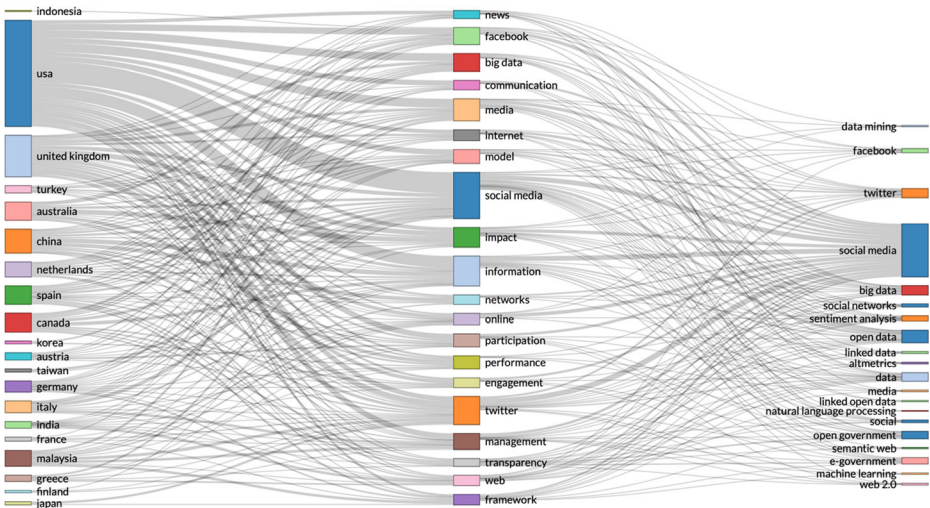 indonesia
usa
united kingdom
turkey
australia
china
netherlands
spain
canada
korea
austria
taiwan
germany
italy
india
france
malaysia
greece
finland
japan
news
facebook
big data
communication
media
internet
model
social media
impact
information
networks
online
participation
performance
engagement
twitter
management
transparency
web
framework
data mining
facebook
twitter
social media
big data
social networks
sentiment analysis
open data
linked data
altmetrics
data
media
linked open data
natural language processing
social
open government
semantic web
e-government
machine learning
web 2.0